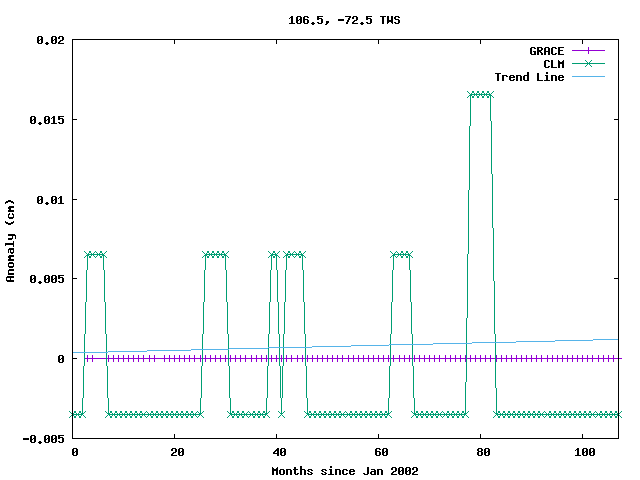 106.5, -72.5 TWS
GRACE
CLM
Trend Line
0.02
0.015
0.01
0.005
0
-0.005
Anomaly (cm)
0 20 40 60 80 100
Months since Jan 2002